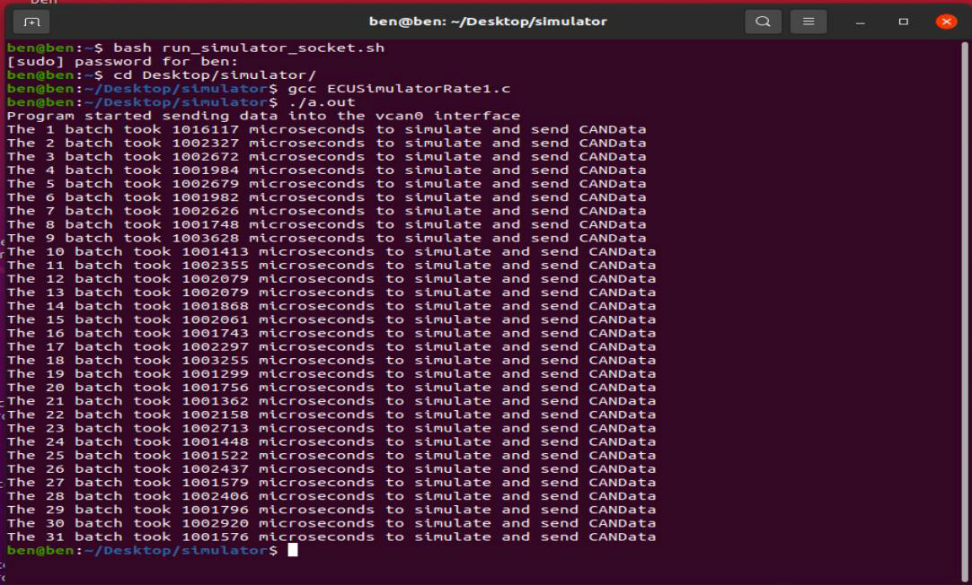 ben@ben: ~/Desktop/simulator
ben@ben:~$ bash run_simulator_socket.sh
[sudo] password for ben:
ben@ben:~$ cd Desktop/simulator/
ben@ben:~/Desktop/simulator$ gcc ECUSimulatorRate1.c
ben@ben:~/Desktop/simulator$ ./a.out
Program started sending data into the vcan0 interface
The 1 batch took 1016117 microseconds to simulate and send CANData
The 2 batch took 1002327 microseconds to simulate and send CANData
The 3 batch took 1002672 microseconds to simulate and send CANData
The 4 batch took 1001984 microseconds to simulate and send CANData
The 5 batch took 1002679 microseconds to simulate and send CANData
The 6 batch took 1001982 microseconds to simulate and send CANData
The 7 batch took 1002626 microseconds to simulate and send CANData
The 8 batch took 1001748 microseconds to simulate and send CANData
The 9 batch took 1003628 microseconds to simulate and send CANData
The 10 batch took 1001413 microseconds to simulate and send CANData
The 11 batch took 1002355 microseconds to simulate and send CANData
The 12 batch took 1002079 microseconds to simulate and send CANData
The 13 batch took 1002079 microseconds to simulate and send CANData
The 14 batch took 1001868 microseconds to simulate and send CANData
The 15 batch took 1002061 microseconds to simulate and send CANData
The 16 batch took 1001743 microseconds to simulate and send CANData
The 17 batch took 1002297 microseconds to simulate and send CANData
The 18 batch took 1003255 microseconds to simulate and send CANData
The 19 batch took 1001299 microseconds to simulate and send CANData
The 20 batch took 1001756 microseconds to simulate and send CANData
The 21 batch took 1001362 microseconds to simulate and send CANData
The 22 batch took 1002158 microseconds to simulate and send CANData
The 23 batch took 1002713 microseconds to simulate and send CANData
The 24 batch took 1001448 microseconds to simulate and send CANData
The 25 batch took 1001522 microseconds to simulate and send CANData
The 26 batch took 1002437 microseconds to simulate and send CANData
The 27 batch took 1001579 microseconds to simulate and send CANData
The 28 batch took 1002406 microseconds to simulate and send CANData
The 29 batch took 1001796 microseconds to simulate and send CANData
The 30 batch took 1002920 microseconds to simulate and send CANData
The 31 batch took 1001576 microseconds to simulate and send CANData
ben@ben:~/Desktop/simulator$